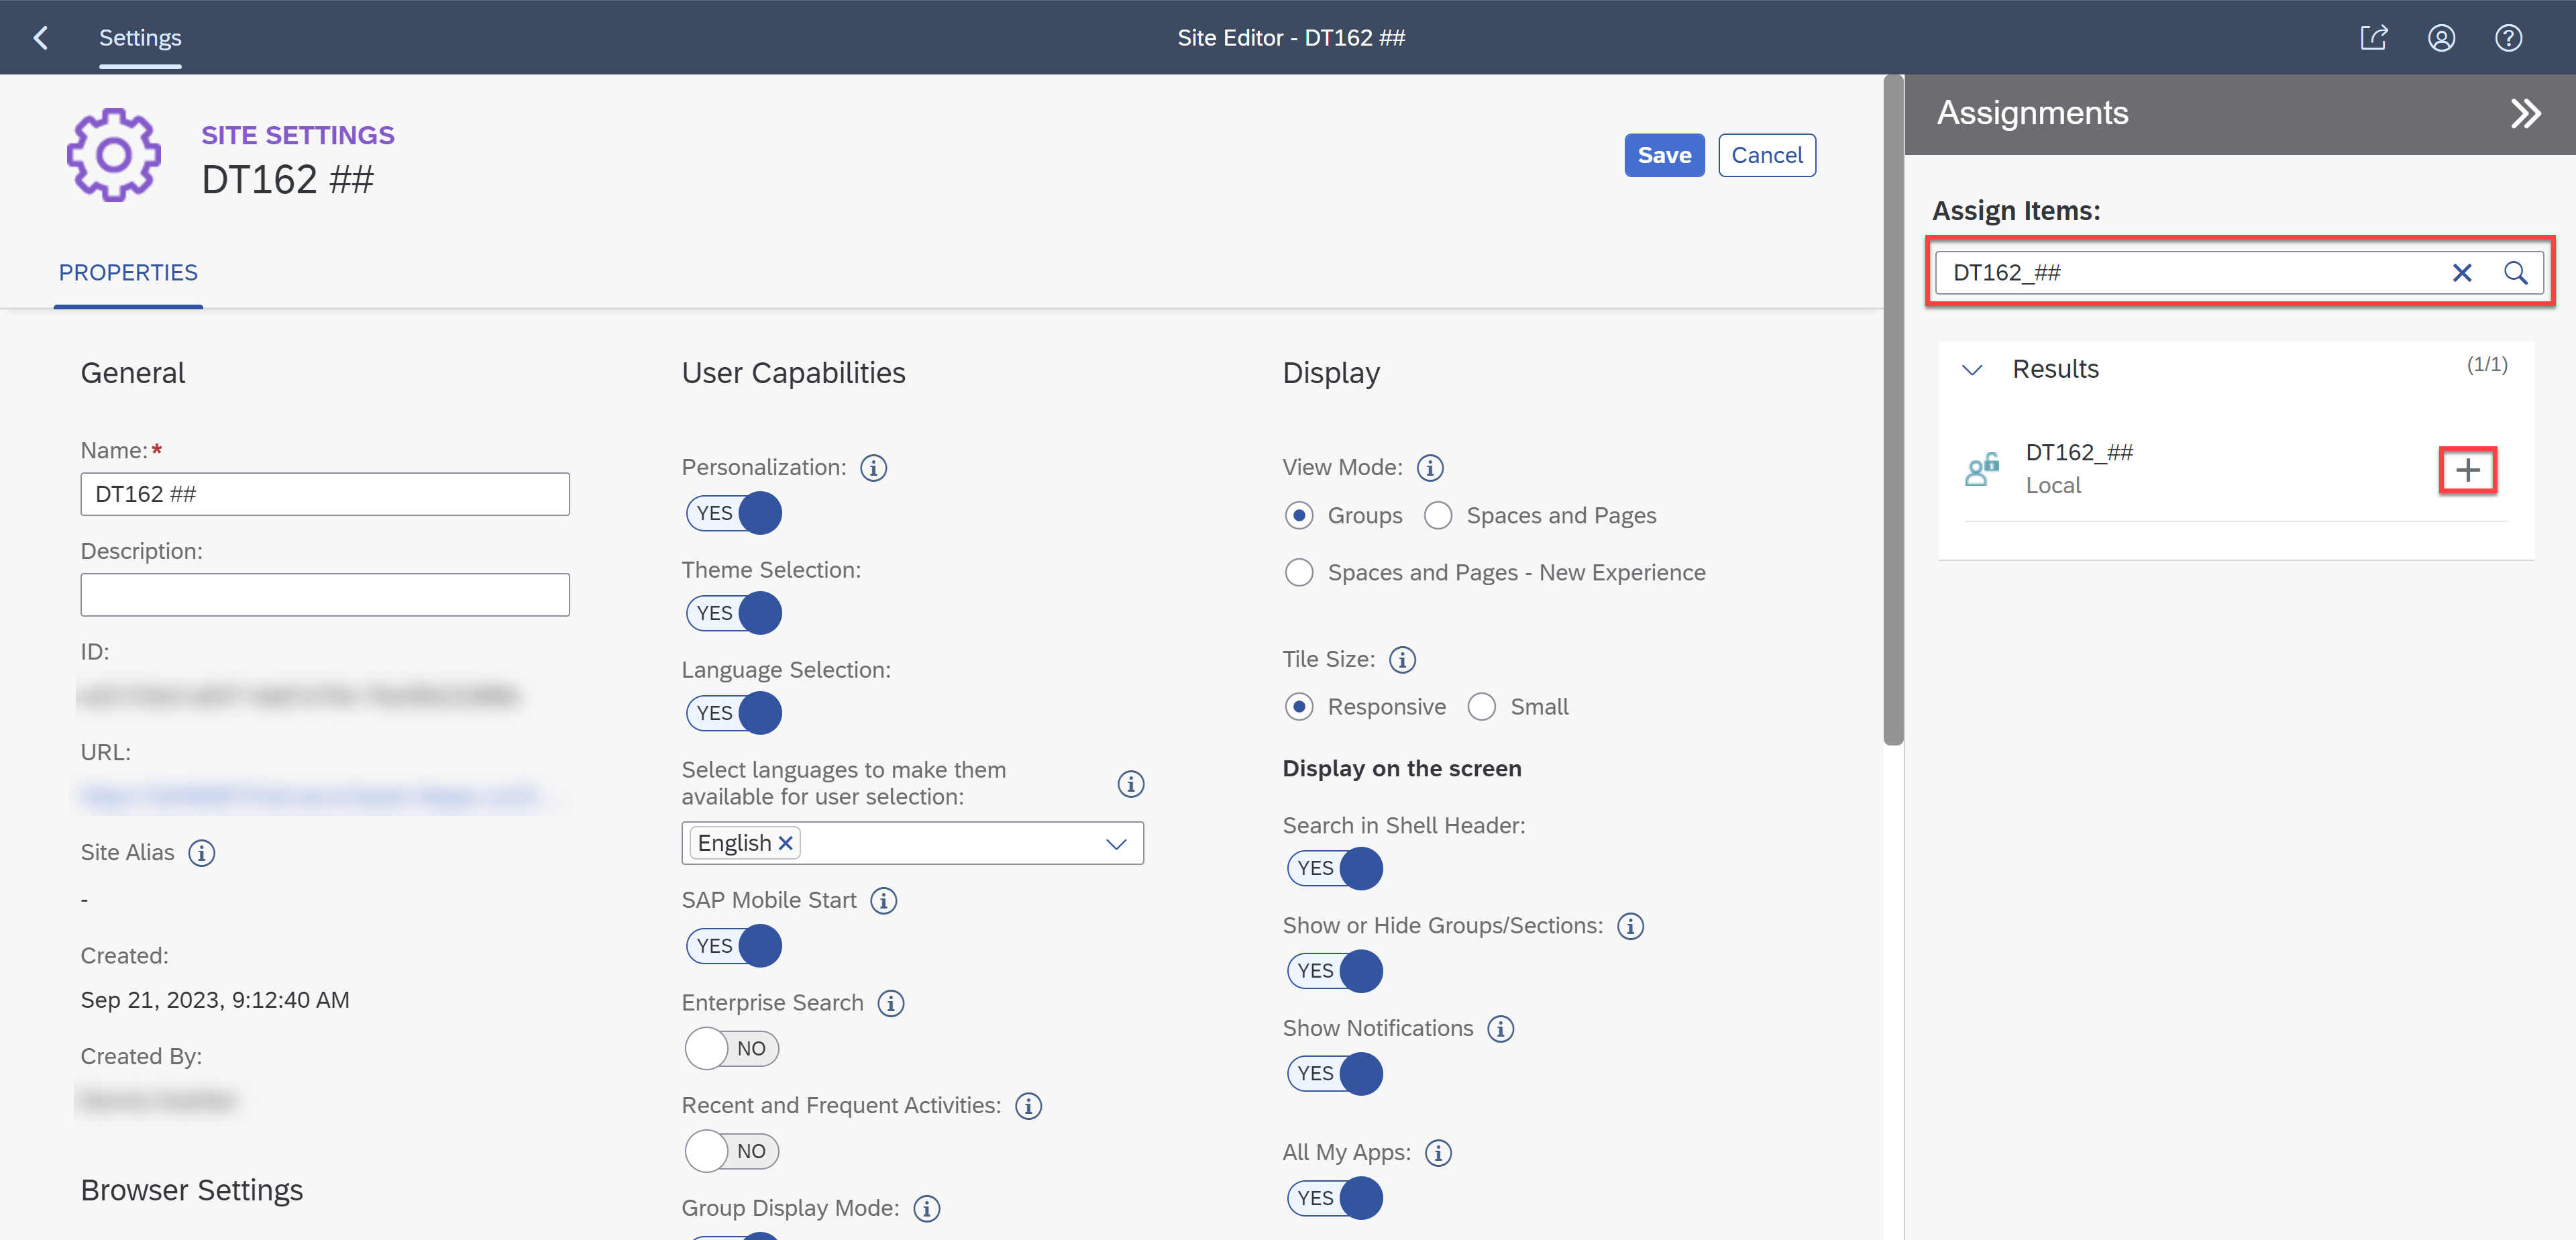 Settings
Site Editor - DT162 ##
SITE SETTINGS
DT162 ##
Save
Cancel
PROPERTIES
General
Name:*
DT162 ##
Description:
ID:
URL:
Site Alias
-
Created:
Sep 21, 2023, 9:12:40 AM
Created By:
Browser Settings
User Capabilities
Personalization:
YES
Theme Selection:
YES
Language Selection:
YES
Select languages to make them
available for user selection:
English
SAP Mobile Start
YES
Enterprise Search
NO
Recent and Frequent Activities:
NO
Group Display Mode:
Display
View Mode:
Groups Spaces and Pages
Spaces and Pages - New Experience
Tile Size:
Responsive Small
Display on the screen
Search in Shell Header:
YES
Show or Hide Groups/Sections:
YES
Show Notifications
YES
All My Apps:
YES
Assignments
Assign Items:
DT162_##
Results (1/1)
DT162_##
Local